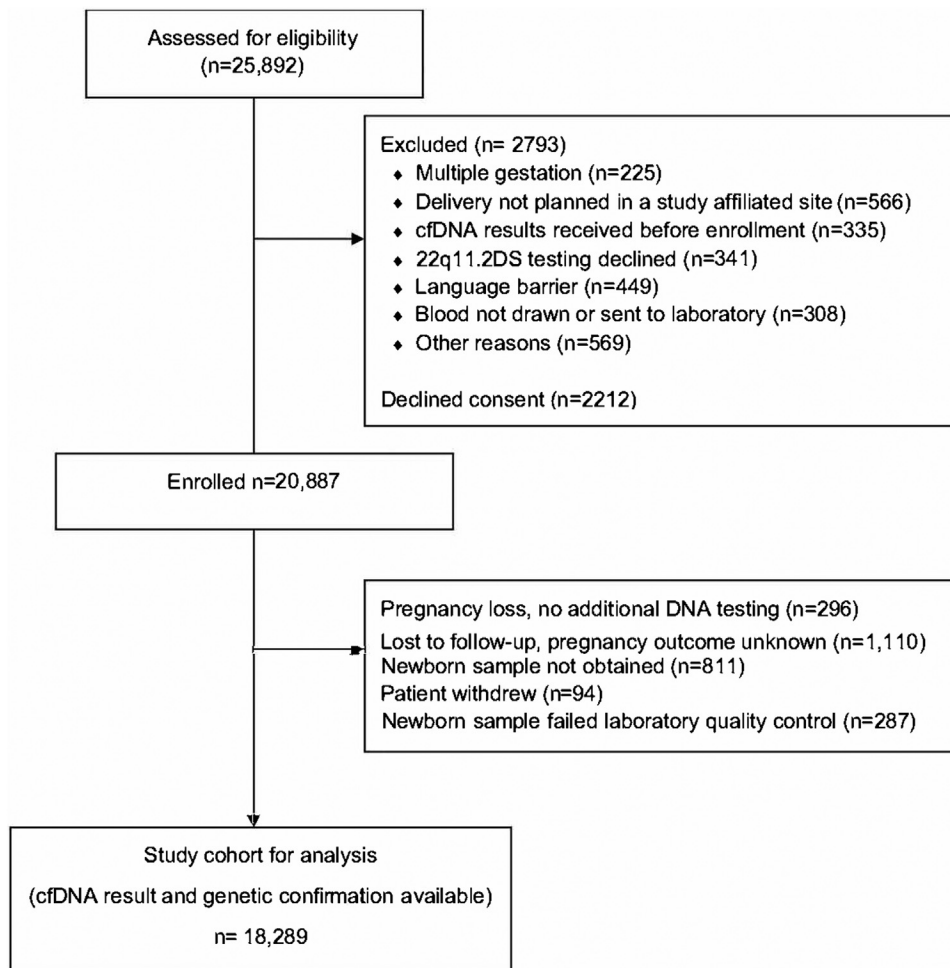 Assessed for eligibility
(n=25,892)
Excluded (n= 2793)
♦ Multiple gestation (n=225)
♦ Delivery not planned in a study affiliated site (n=566)
♦ cfDNA results received before enrollment (n=335)
♦ 22q11.2DS testing declined (n=341)
♦ Language barrier (n=449)
♦ Blood not drawn or sent to laboratory (n=308)
♦ Other reasons (n=569)
Declined consent (n=2212)
Enrolled n=20,887
Pregnancy loss, no additional DNA testing (n=296)
Lost to follow-up, pregnancy outcome unknown (n=1,110)
Newborn sample not obtained (n=811)
Patient withdrew (n=94)
Newborn sample failed laboratory quality control (n=287)
Study cohort for analysis
(cfDNA result and genetic confirmation available)
n= 18,289